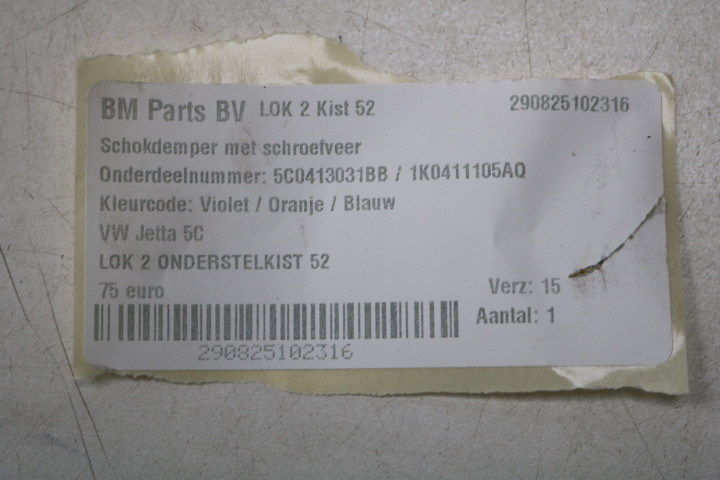 BM Parts BV LOK 2 Kist 52 290825102316
Schokdemper met schroefveer
Onderdeelnummer: 5C0413031BB / 1K0411105AQ
Kleurcode: Violet / Oranje / Blauw
VW Jetta 5C
LOK 2 ONDERSTELKIST 52
75 euro Verz: 15
Aantal: 1
290825102316